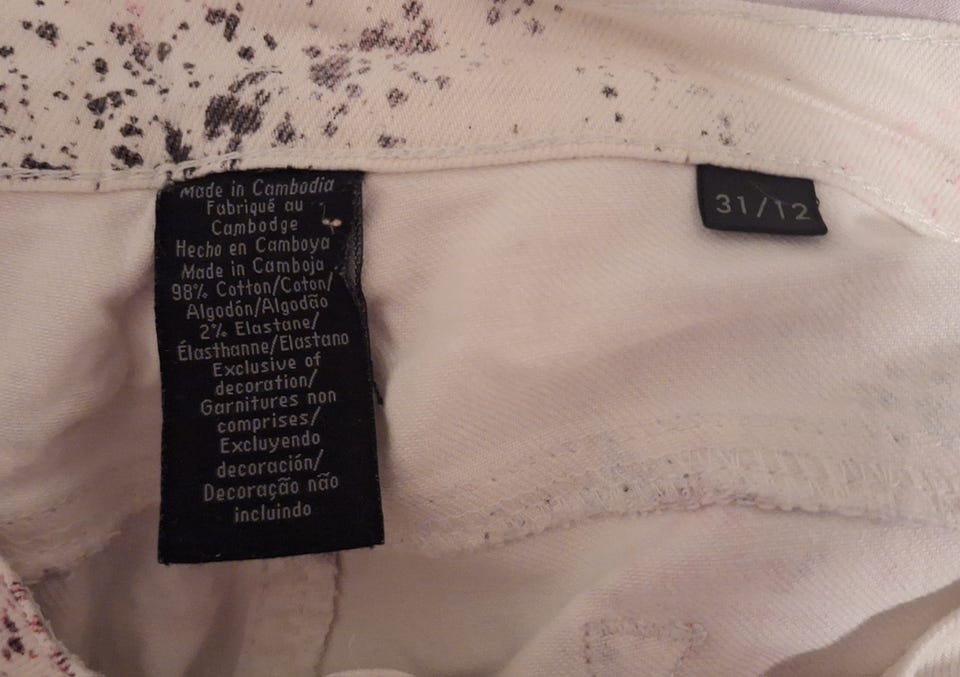 Made in Cambodia
Fabriqué au
Cambodge
Hecho en Camboya
Made in Camboja
98% Cotton/Coton/
Algodón/Algodão
2% Elastane/
Élasthanne/Elastano
Exclusive of
decoration/
Garnitures non
comprises/
Excluyendo
decoración/
Decoração não
incluindo
31/12